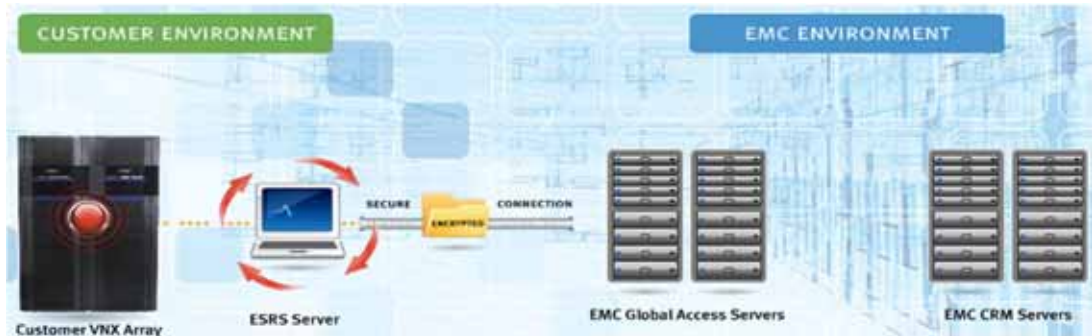 CUSTOMER ENVIRONMENT
EMC ENVIRONMENT
SECURE
ENCRYPTED
CONNECTION
Customer VNX Array
ESRS Server
EMC Global Access Servers
EMC CRM Servers